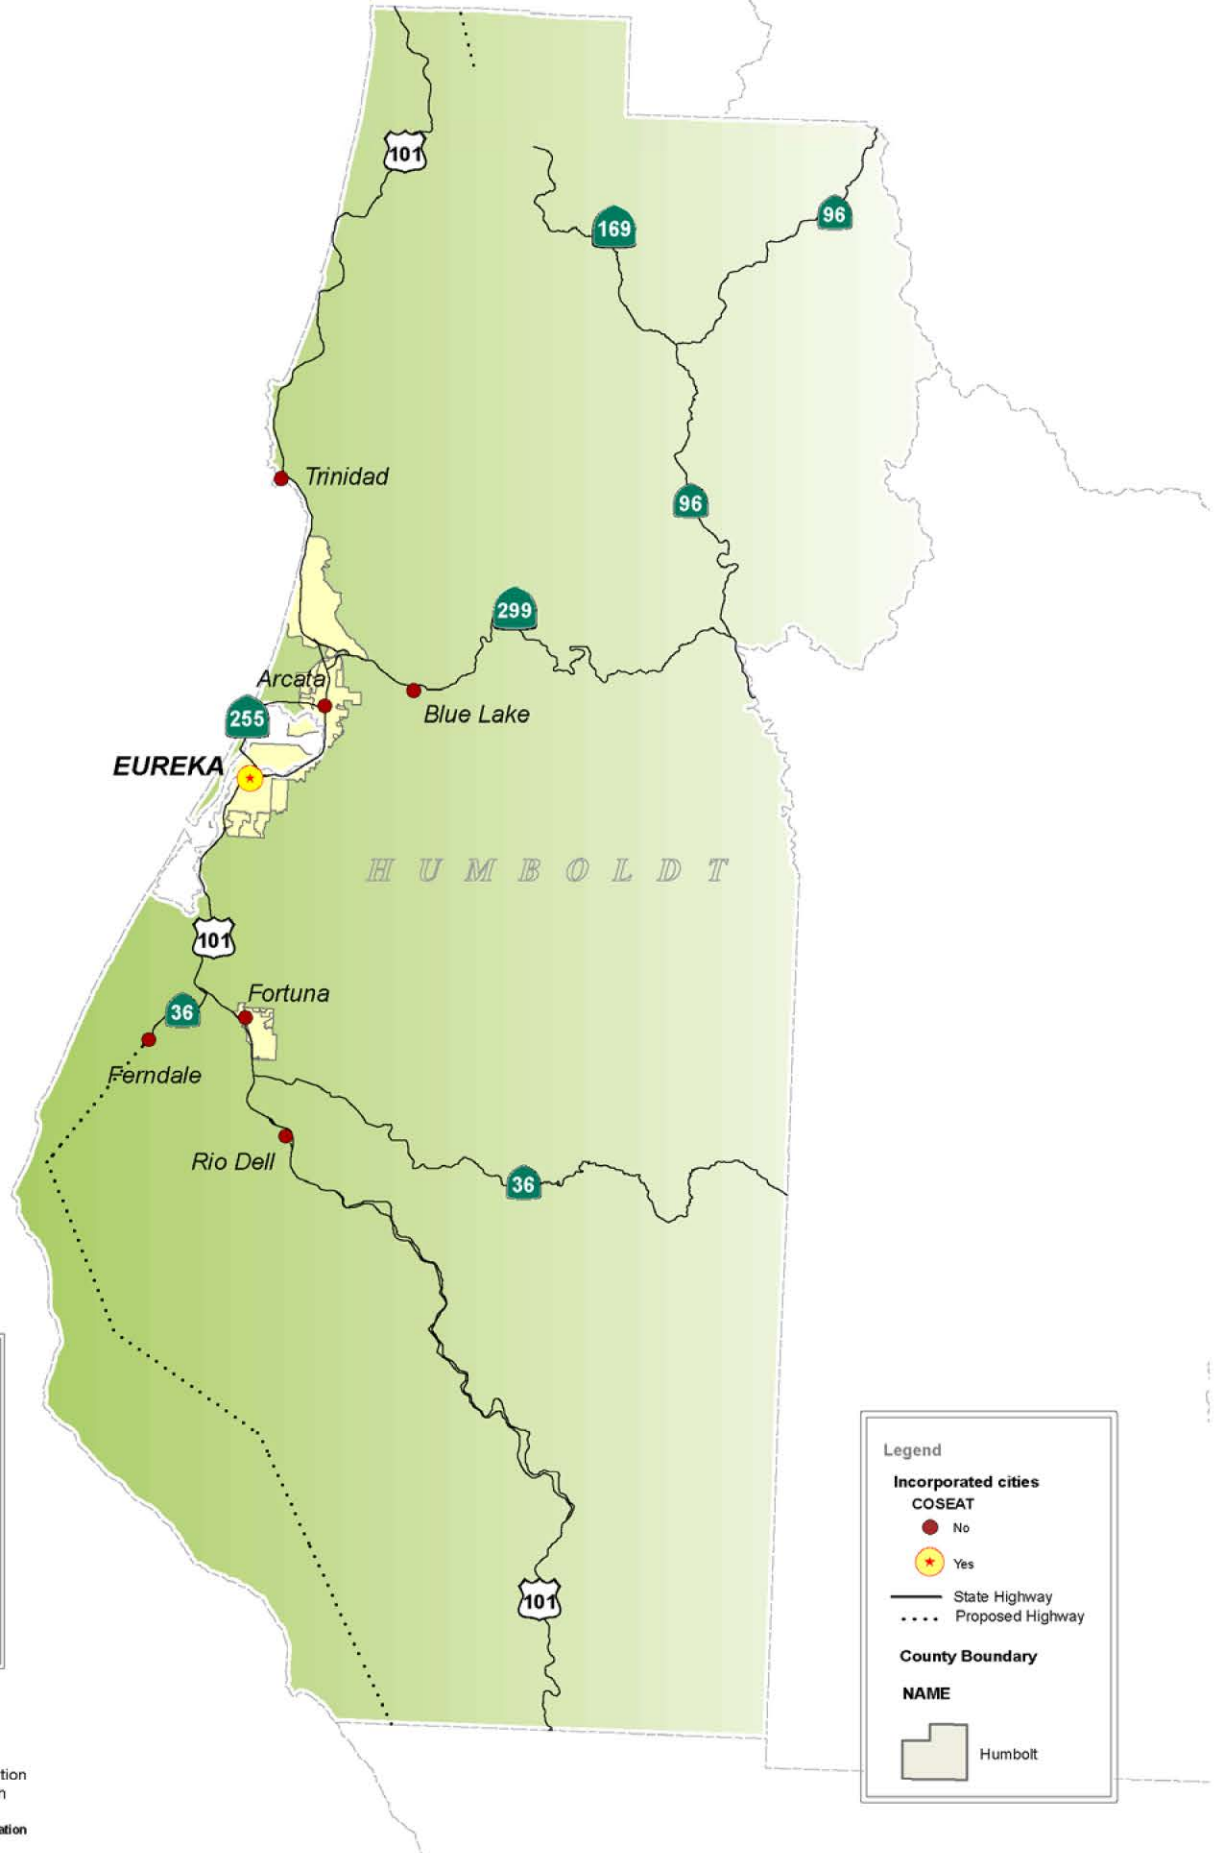 101
169
96
Trinidad
96
299
Arcata
255
Blue Lake
EUREKA
HUMBOLDT
101
Fortuna
36
Ferndale
Rio Dell
36
101
Legend
Incorporated cities
COSEAT
No
Yes
State Highway
Proposed Highway
County Boundary
NAME
Humbolt
tion
h
ation